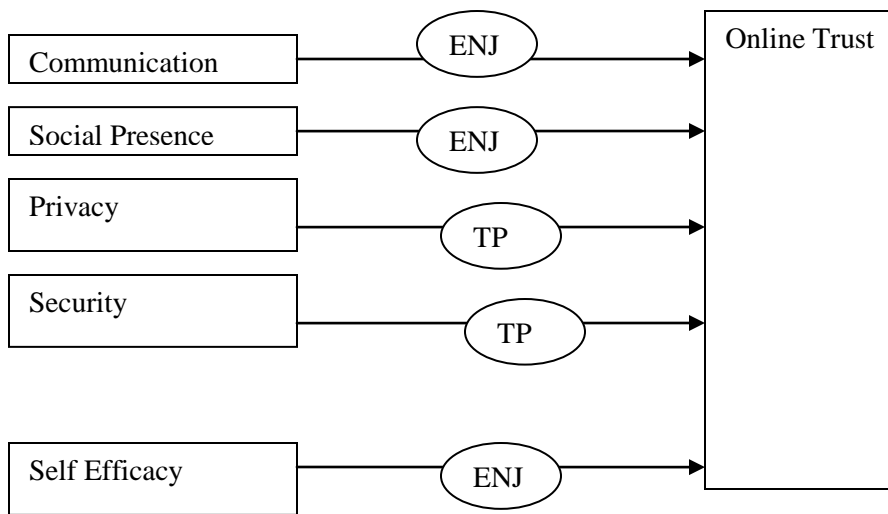 Communication
ENJ
Online Trust
Social Presence
ENJ
Privacy
TP
Security
TP
Self Efficacy
ENJ